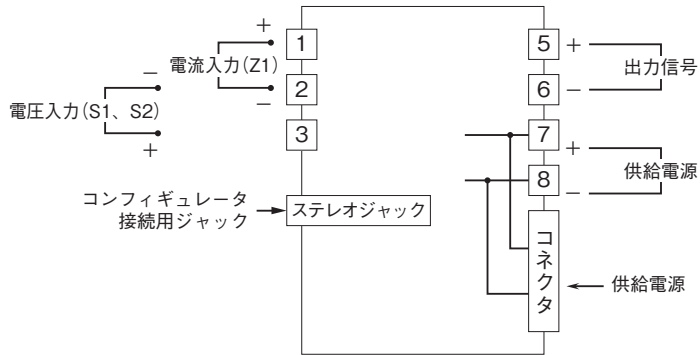 +
電流入力(Z1)
−
−
電圧入力(S1、S2)
+
1
2
3
コンフィギュレータ
接続用ジャック
ステレオジャック
5
+
6
−
出力信号
7
+
8
−
供給電源
コネクタ
供給電源